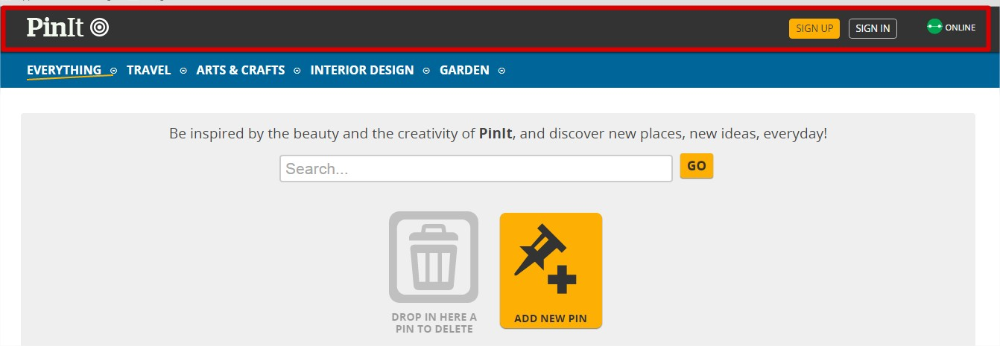 PinIt
SIGN UP SIGN IN ONLINE
EVERYTHING TRAVEL ARTS & CRAFTS INTERIOR DESIGN GARDEN
Be inspired by the beauty and the creativity of PinIt, and discover new places, new ideas, everyday!
Search... GO
DROP IN HERE A
PIN TO DELETE
ADD NEW PIN